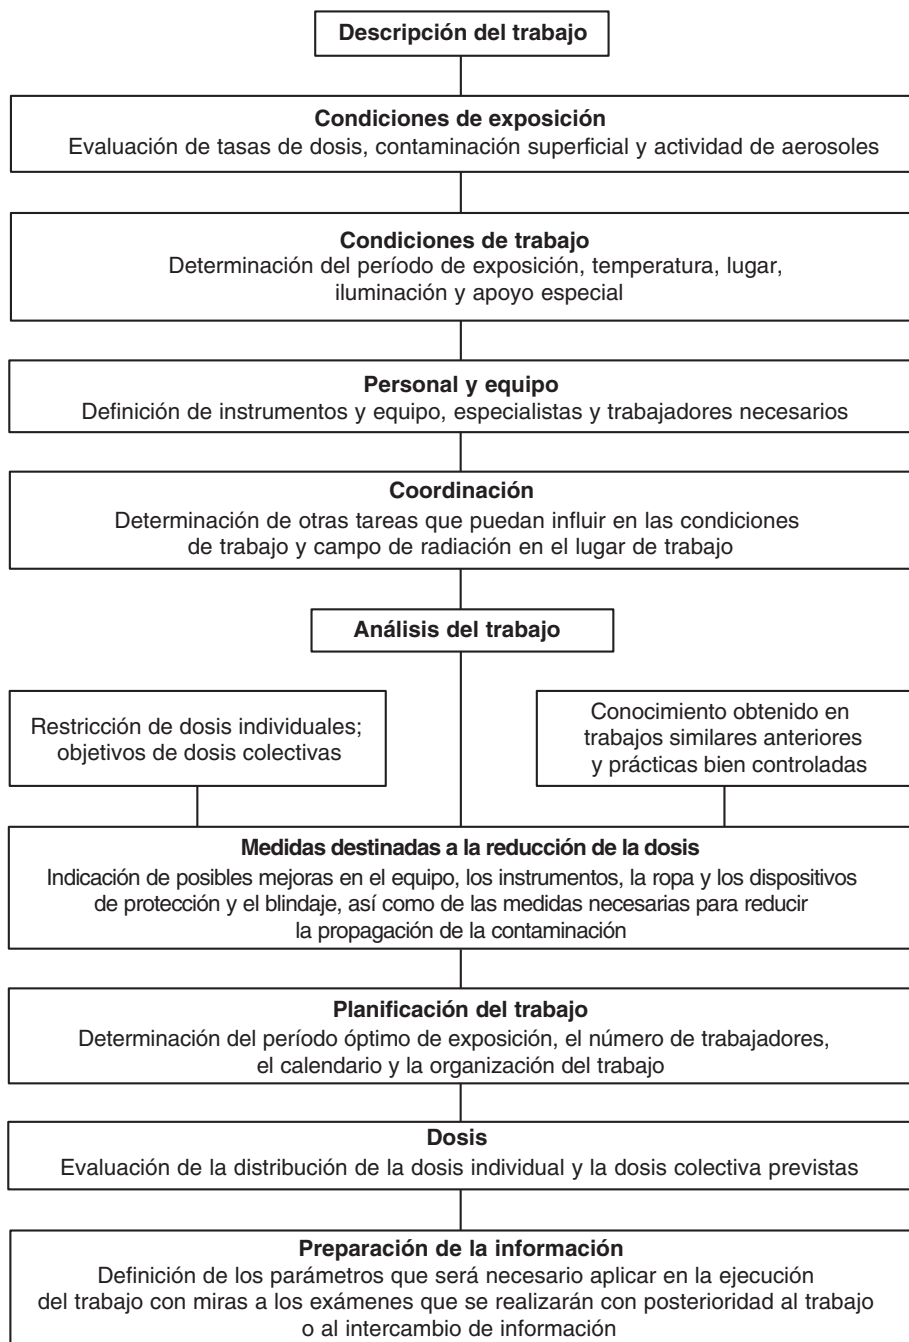 Descripción del trabajo
Condiciones de exposición
Evaluación de tasas de dosis, contaminación superficial y actividad de aerosoles
Condiciones de trabajo
Determinación del período de exposición, temperatura, lugar,
iluminación y apoyo especial
Personal y equipo
Definición de instrumentos y equipo, especialistas y trabajadores necesarios
Coordinación
Determinación de otras tareas que puedan influir en las condiciones
de trabajo y campo de radiación en el lugar de trabajo
Análisis del trabajo
Restricción de dosis individuales;
objetivos de dosis colectivas
Conocimiento obtenido en
trabajos similares anteriores
y prácticas bien controladas
Medidas destinadas a la reducción de la dosis
Indicación de posibles mejoras en el equipo, los instrumentos, la ropa y los dispositivos
de protección y el blindaje, así como de las medidas necesarias para reducir
la propagación de la contaminación
Planificación del trabajo
Determinación del período óptimo de exposición, el número de trabajadores,
el calendario y la organización del trabajo
Dosis
Evaluación de la distribución de la dosis individual y la dosis colectiva previstas
Preparación de la información
Definición de los parámetros que será necesario aplicar en la ejecución
del trabajo con miras a los exámenes que se realizarán con posterioridad al trabajo
o al intercambio de información